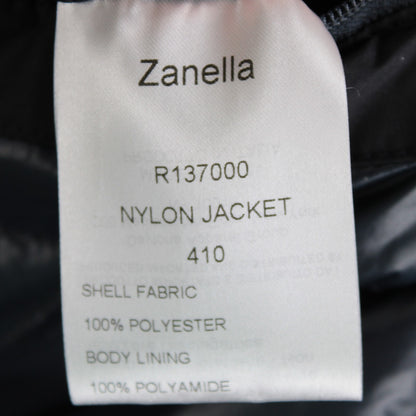 Zanella
R137000
NYLON JACKET
410
SHELL FABRIC
100% POLYESTER
BODY LINING
100% POLYAMIDE